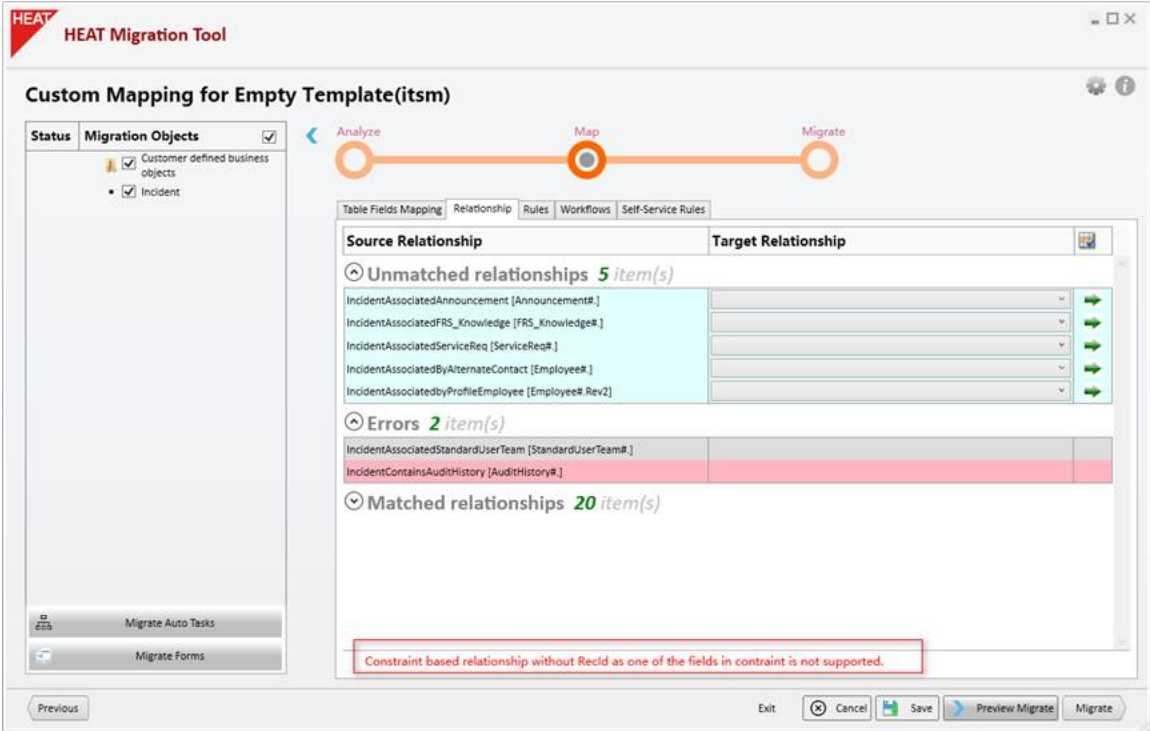 HEAT
HEAT Migration Tool
Custom Mapping for Empty Template(itsm)
Status Migration Objects
Customer defined business
objects
Incident
Migrate Auto Tasks
Migrate Forms
Analyze Map Migrate
Table Fields Mapping Relationship Rules Workflows Self-Service Rules
Source Relationship Target Relationship
Unmatched relationships 5 item(s)
IncidentAssociatedAnnouncement [Announcement#.]
IncidentAssociatedFRS_Knowledge [FRS_Knowledge#.]
IncidentAssociatedServiceReq [ServiceReq#.]
IncidentAssociatedByAlternateContact [Employee#.]
IncidentAssociatedbyProfileEmployee [Employee#.Rev2]
Errors 2 item(s)
IncidentAssociatedStandardUserTeam [StandardUserTeam#.]
IncidentContainsAuditHistory [AuditHistory#.]
Matched relationships 20 item(s)
Constraint based relationship without RecId as one of the fields in contraint is not supported.
Previous Exit Cancel Save Preview Migrate Migrate